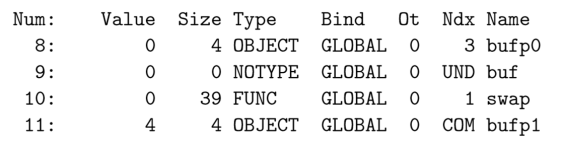 Num: Value Size Type Bind Ot Ndx Name
8: 0 4 OBJECT GLOBAL 0 3 bufp0
9: 0 0 NOTYPE GLOBAL 0 UND buf
10: 0 39 FUNC GLOBAL 0 1 swap
11: 4 4 OBJECT GLOBAL 0 COM bufp1